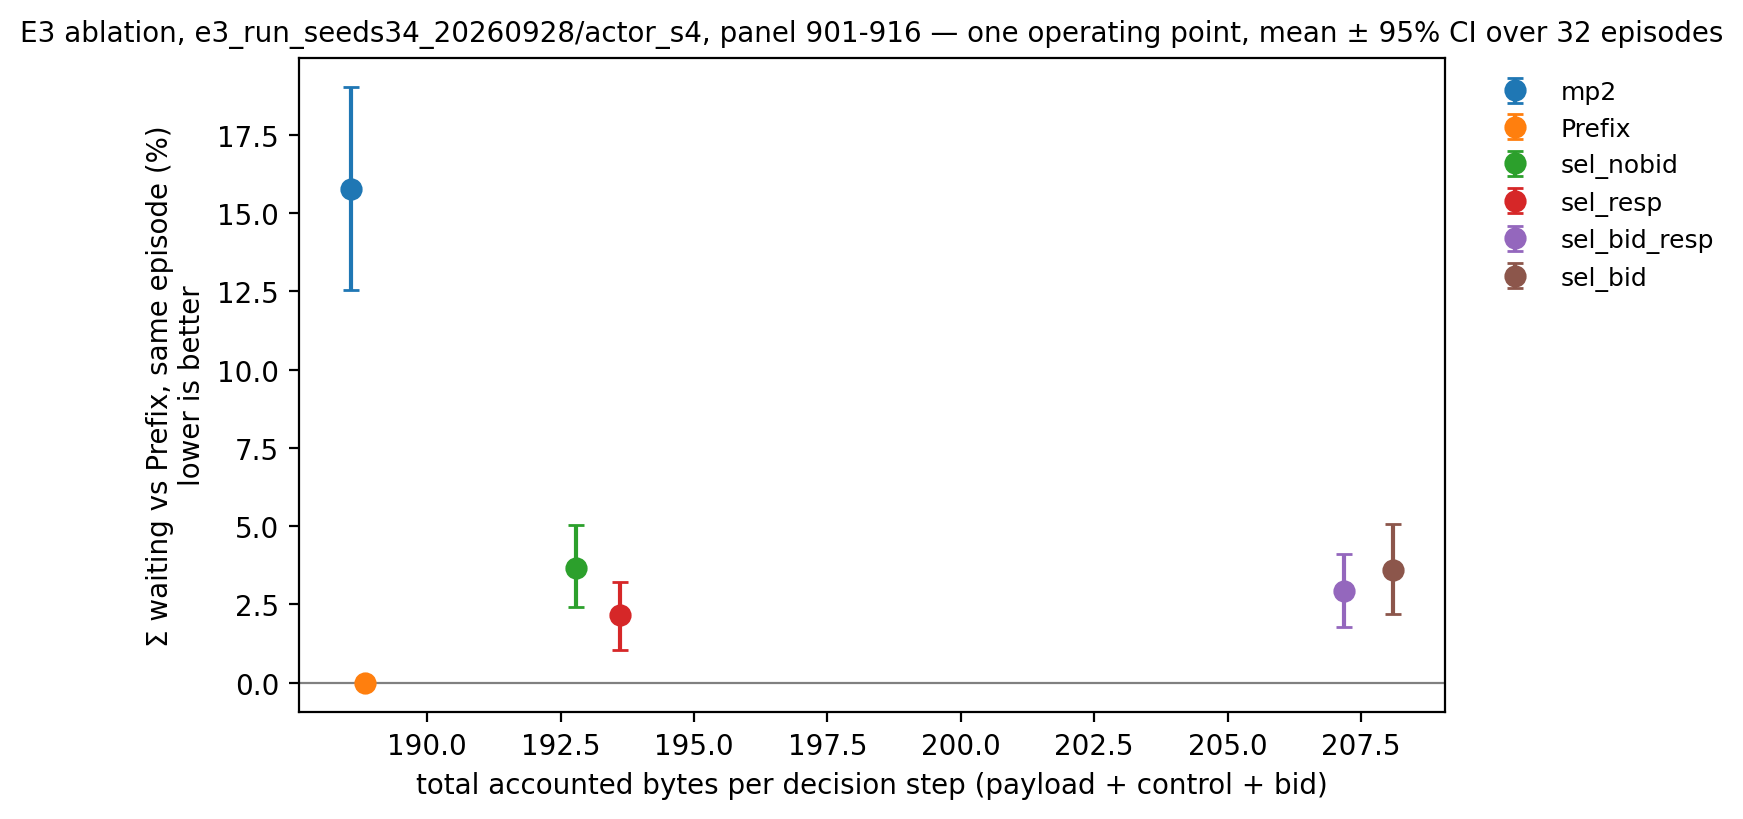 E3 ablation, e3_run_seeds34_20260928/actor_s4, panel 901-916 — one operating point, mean ± 95% CI over 32 episodes
Σ waiting vs Prefix, same episode (%)
lower is better
17.5
15.0
12.5
10.0
7.5
5.0
2.5
0.0
190.0
192.5
195.0
197.5
200.0
202.5
205.0
207.5
total accounted bytes per decision step (payload + control + bid)
mp2
Prefix
sel_nobid
sel_resp
sel_bid_resp
sel_bid